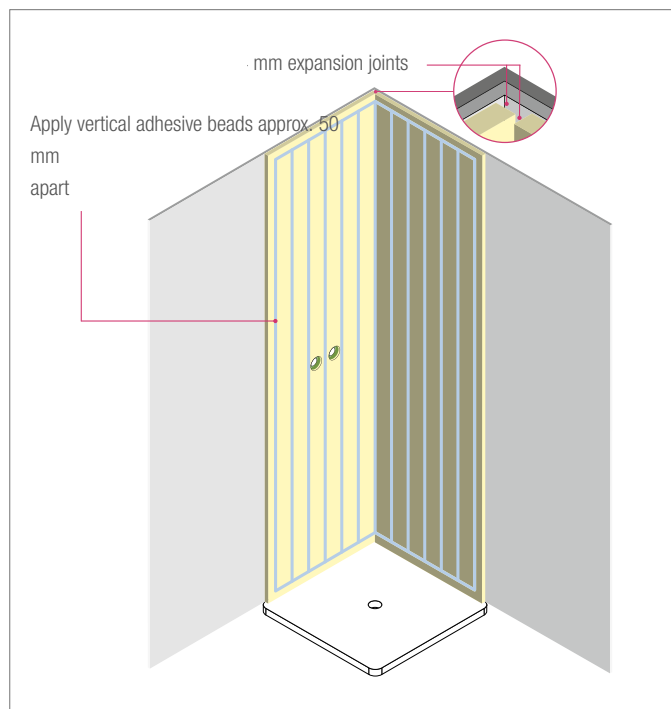 mm expansion joints
Apply vertical adhesive beads approx. 50
mm
apart